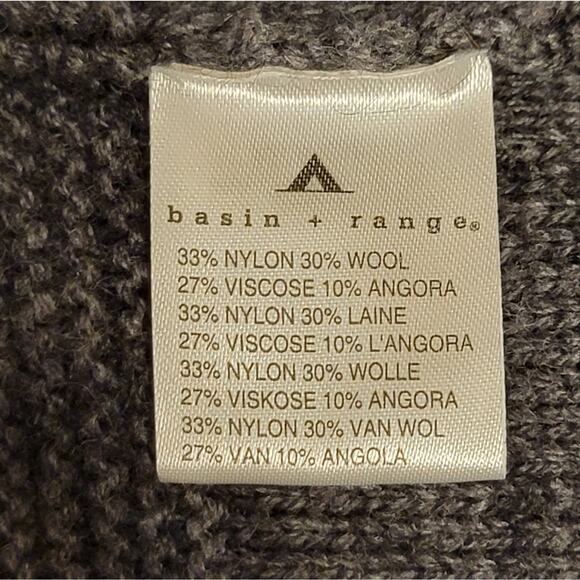 basin + range®
33% NYLON 30% WOOL
27% VISCOSE 10% ANGORA
33% NYLON 30% LAINE
27% VISCOSE 10% L'ANGORA
33% NYLON 30% WOLLE
27% VISKOSE 10% ANGORA
33% NYLON 30% VAN WOL
27% VAN 10% ANGOLA